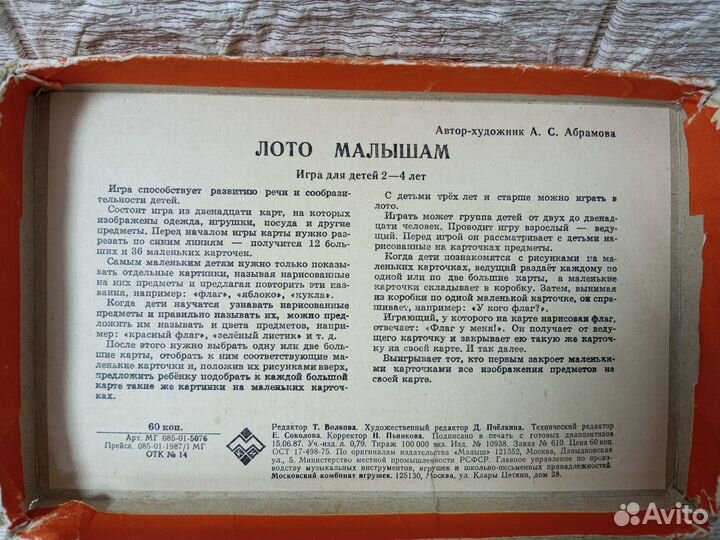 Автор-художник А. С. Абрамова
ЛОТО МАЛЫШАМ
Игра для детей 2—4 лет
Игра способствует развитию речи и сообрази-
тельности детей.
Состоит игра из двенадцати карт, на которых
изображены одежда, игрушки, посуда и другие
предметы. Перед началом игры карты нужно раз-
резать по синим линиям — получится 12 боль-
ших и 36 маленьких карточек.
Самым маленьким детям нужно только показы-
вать отдельные картинки, называя нарисованные
на них предметы и предлагая повторить эти на-
звания, например: «флаг», «яблоко», «кукла».
Когда дети научатся узнавать нарисованные
предметы и правильно называть их, можно пред-
ложить им называть и цвета предметов, напри-
мер: «красный флаг», «зелёный листик» и т. д.
После этого нужно выбрать одну или две боль-
шие карты, отобрать к ним соответствующие ма-
ленькие карточки и, положив их рисунками вверх,
предложить ребёнку подобрать к каждой большой
карте такие же картинки на маленьких карточ-
ках.
С детьми трёх лет и старше можно играть в
лото.
Играть может группа детей от двух до двенад-
цати человек. Проводит игру взрослый — веду-
щий. Перед игрой он рассматривает с детьми на-
рисованные на карточках предметы.
Когда дети познакомятся с рисунками на ма-
леньких карточках, ведущий раздаёт каждому по
одной или по две большие карты, а маленькие
карточки складывает в коробку. Затем, вынимая
из коробки по одной маленькой карточке, он спра-
шивает, например: «У кого флаг?».
Играющий, у которого на карте нарисован флаг,
отвечает: «Флаг у меня!». Он получает от веду-
щего карточку и закрывает ею такую же карточ-
ку на своей карте. И так далее.
Выигрывает тот, кто первым закроет маленьки-
ми карточками все изображения предметов на
своей карте.
60 коп.
Арт. МГ 085-01-5076
Прейск. 085-01-1987/1 МГ
ОТК № 14
Редактор Т. Волкова. Художественный редактор Д. Пчёлкина. Технический редактор
Е. Соколова. Корректор Н. Пьянкова. Подписано в печать с готовых диапозитивов
15.06.87. Уч.-изд. л. 0,79. Тираж 100 000 экз. Изд. № 10938. Заказ № 610. Цена 60 коп.
ОСТ 17-498-75. По оригиналам издательства «Малыш» 121352, Москва, Давыдковская
ул., 5. Министерство местной промышленности РСФСР. Главное управление по произ-
водству музыкальных инструментов, игрушек и школьно-письменных принадлежностей.
Московский комбинат игрушек. 125130, Москва, ул. Клары Цеткин, дом 28.
Avito